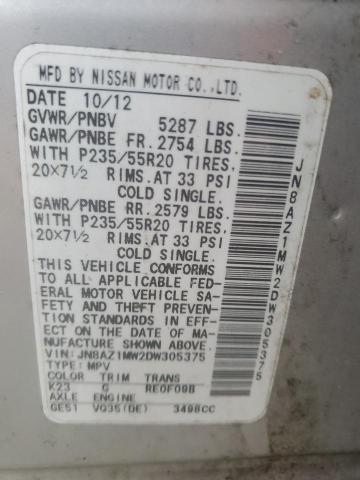 MFD BY NISSAN MOTOR CO.,LTD.
DATE 10/12
GVWR/PNBV 5287 LBS.
GAWR/PNBE FR. 2754 LBS.
WITH P235/55R20 TIRES,
20×7½ RIMS.AT 33 PSI
COLD SINGLE.
GAWR/PNBE RR. 2579 LBS.
WITH P235/55R20 TIRES,
20×7½ RIMS.AT 33 PSI
COLD SINGLE.
THIS VEHICLE CONFORMS
TO ALL APPLICABLE FED-
ERAL MOTOR VEHICLE SA-
FETY AND THEFT PREVEN-
TION STANDARDS IN EFF-
ECT ON THE DATE OF MA-
NUFACTURE SHOWN ABOVE.
VIN: JN8AZ1MW2DW305375
TYPE: MPV
COLOR TRIM TRANS
K23 G RE0F09B
AXLE ENGINE
GE51 VQ35(DE) 3498CC
JN8AZ1MW2DW305375